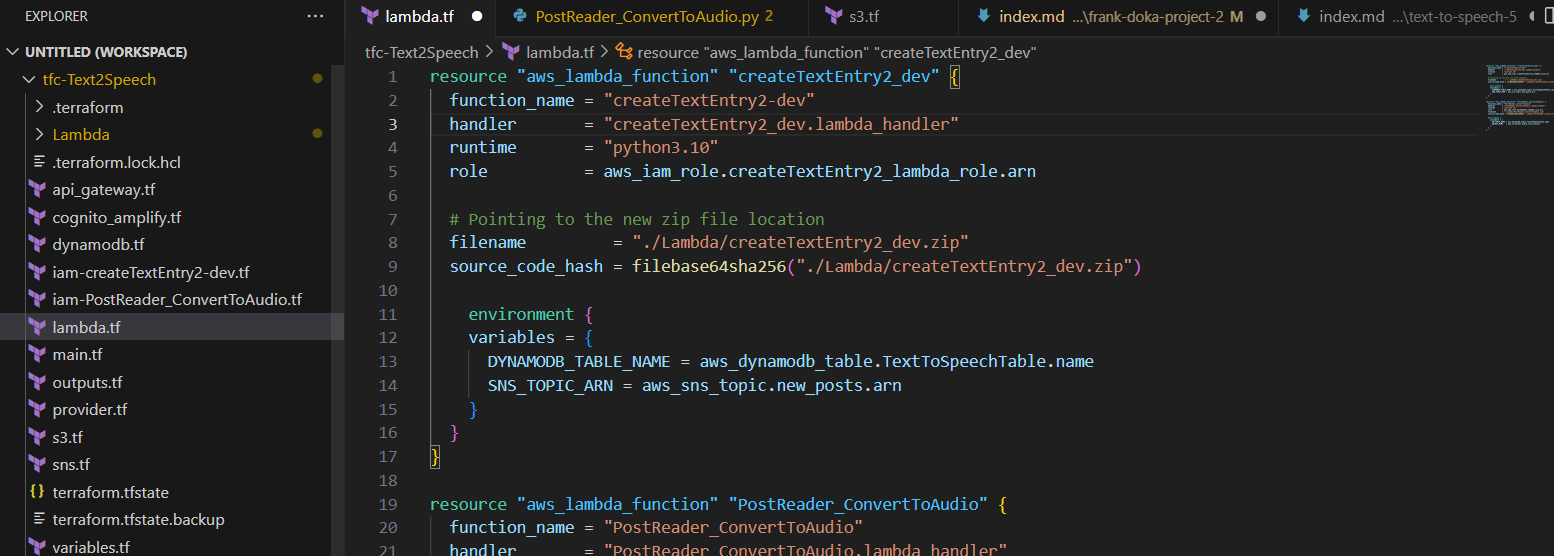 EXPLORER ···
UNTITLED (WORKSPACE)
tfc-Text2Speech
.terraform
Lambda
.terraform.lock.hcl
api_gateway.tf
cognito_amplify.tf
dynamodb.tf
iam-createTextEntry2-dev.tf
iam-PostReader_ConvertToAudio.tf
lambda.tf
main.tf
outputs.tf
provider.tf
s3.tf
sns.tf
{} terraform.tfstate
terraform.tfstate.backup
variables.tf
lambda.tf PostReader_ConvertToAudio.py 2 s3.tf index.md ...\frank-doka-project-2 M index.md ...\text-to-speech-5
tfc-Text2Speech > lambda.tf > resource "aws_lambda_function" "createTextEntry2_dev"
1 resource "aws_lambda_function" "createTextEntry2_dev" {
2   function_name = "createTextEntry2-dev"
3   handler       = "createTextEntry2_dev.lambda_handler"
4   runtime       = "python3.10"
5   role          = aws_iam_role.createTextEntry2_lambda_role.arn
6
7   # Pointing to the new zip file location
8   filename         = "./Lambda/createTextEntry2_dev.zip"
9   source_code_hash = filebase64sha256("./Lambda/createTextEntry2_dev.zip")
10
11     environment {
12     variables = {
13       DYNAMODB_TABLE_NAME = aws_dynamodb_table.TextToSpeechTable.name
14       SNS_TOPIC_ARN = aws_sns_topic.new_posts.arn
15     }
16   }
17 }
18
19 resource "aws_lambda_function" "PostReader_ConvertToAudio" {
20   function_name = "PostReader_ConvertToAudio"
21   handler       = "PostReader_ConvertToAudio.lambda_handler"